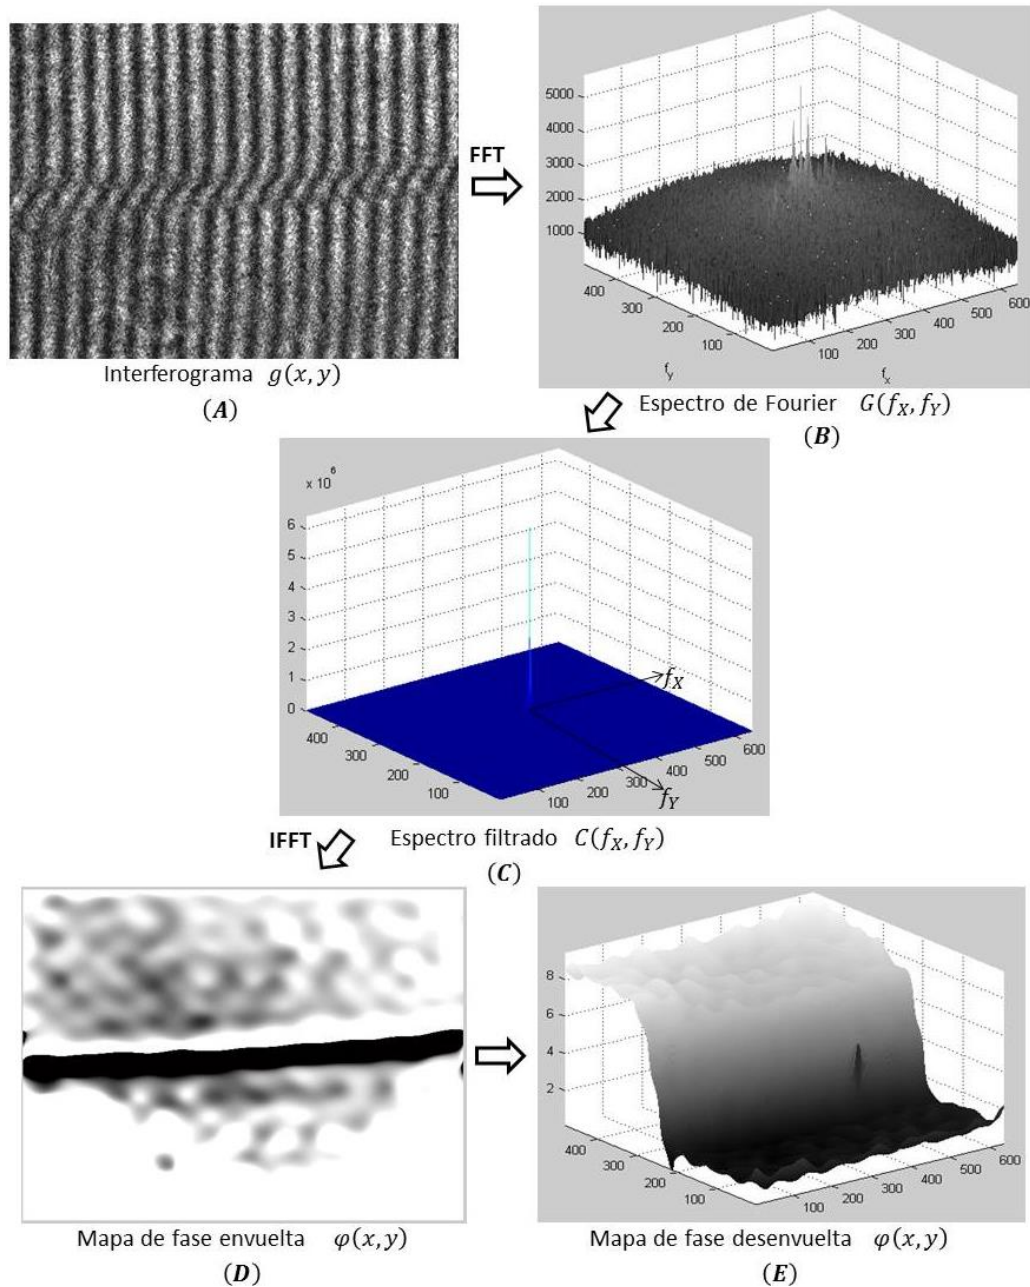 FFT
5000
4000
3000
2000
1000
400
300
200
100
f_y
100
200
300
400
500
600
f_x
Interferograma g(x, y)
(A)
Espectro de Fourier G(f_X, f_Y)
(B)
x 10^6
6
5
4
3
2
1
0
400
300
200
100
100
200
300
400
500
600
f_X
f_Y
IFFT
Espectro filtrado C(f_X, f_Y)
(C)
8
6
4
2
400
300
200
100
100
200
300
400
500
600
Mapa de fase envuelta φ(x, y)
(D)
Mapa de fase desenvuelta φ(x, y)
(E)